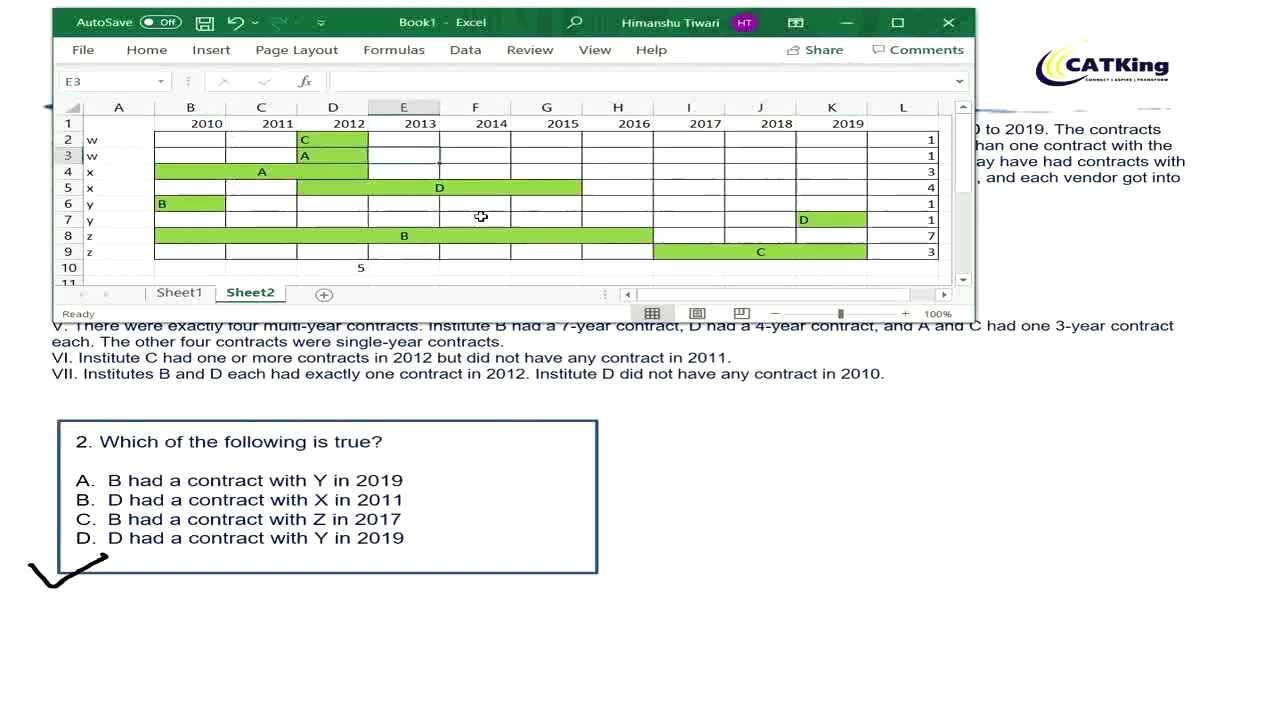 AutoSave Off Book1 - Excel Himanshu Tiwari HT
File Home Insert Page Layout Formulas Data Review View Help Share Comments
E3 fx
A B C D E F G H I J K L
1 2010 2011 2012 2013 2014 2015 2016 2017 2018 2019
2 w C 1
3 w A 1
4 x A 3
5 x D 4
6 y B 1
7 y D 1
8 z B 7
9 z C 3
10 5
11
Sheet1 Sheet2
Ready 100%
CATKing
CONNECT | ASPIRE | TRANSFORM
to 2019. The contracts
han one contract with the
ay have had contracts with
, and each vendor got into
V. There were exactly four multi-year contracts. Institute B had a 7-year contract, D had a 4-year contract, and A and C had one 3-year contract
each. The other four contracts were single-year contracts.
VI. Institute C had one or more contracts in 2012 but did not have any contract in 2011.
VII. Institutes B and D each had exactly one contract in 2012. Institute D did not have any contract in 2010.
2. Which of the following is true?
A. B had a contract with Y in 2019
B. D had a contract with X in 2011
C. B had a contract with Z in 2017
D. D had a contract with Y in 2019